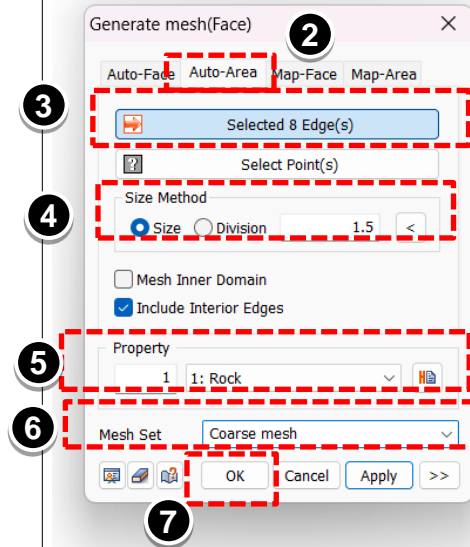 Generate mesh(Face)
2
Auto-Face Auto-Area Map-Face Map-Area
3
Selected 8 Edge(s)
? Select Point(s)
Size Method
4
Size Division 1.5 <
Mesh Inner Domain
Include Interior Edges
Property
5
1 1: Rock
6
Mesh Set Coarse mesh
OK Cancel Apply >>
7